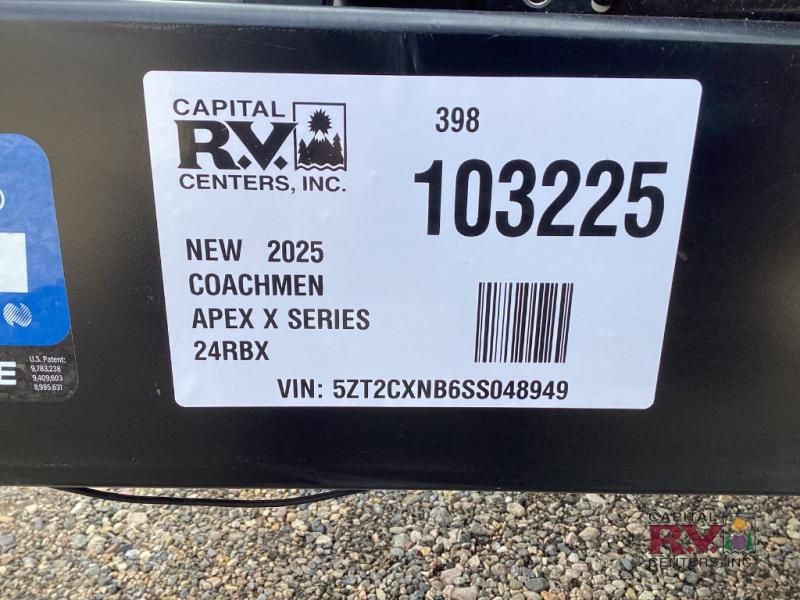 CAPITAL
R.V.
CENTERS, INC.
398
103225
NEW 2025
COACHMEN
APEX X SERIES
24RBX
VIN: 5ZT2CXNB6SS048949
E
U.S. Patent:
9,783,238
9,409,603
8,985,631
CAPITAL
R.V.
CENTERS, INC.